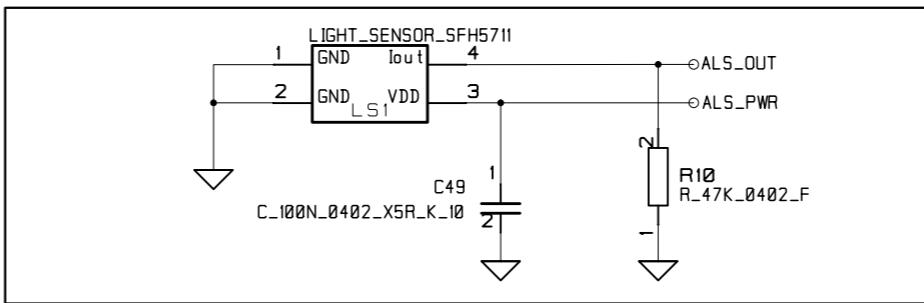 LIGHT_SENSOR_SFH5711
1 GND Iout 4 ALS_OUT
2 GND VDD 3 ALS_PWR
LS1
1
2
C49
R10
C_100N_0402_X5R_K_10
R_47K_0402_F
2
1